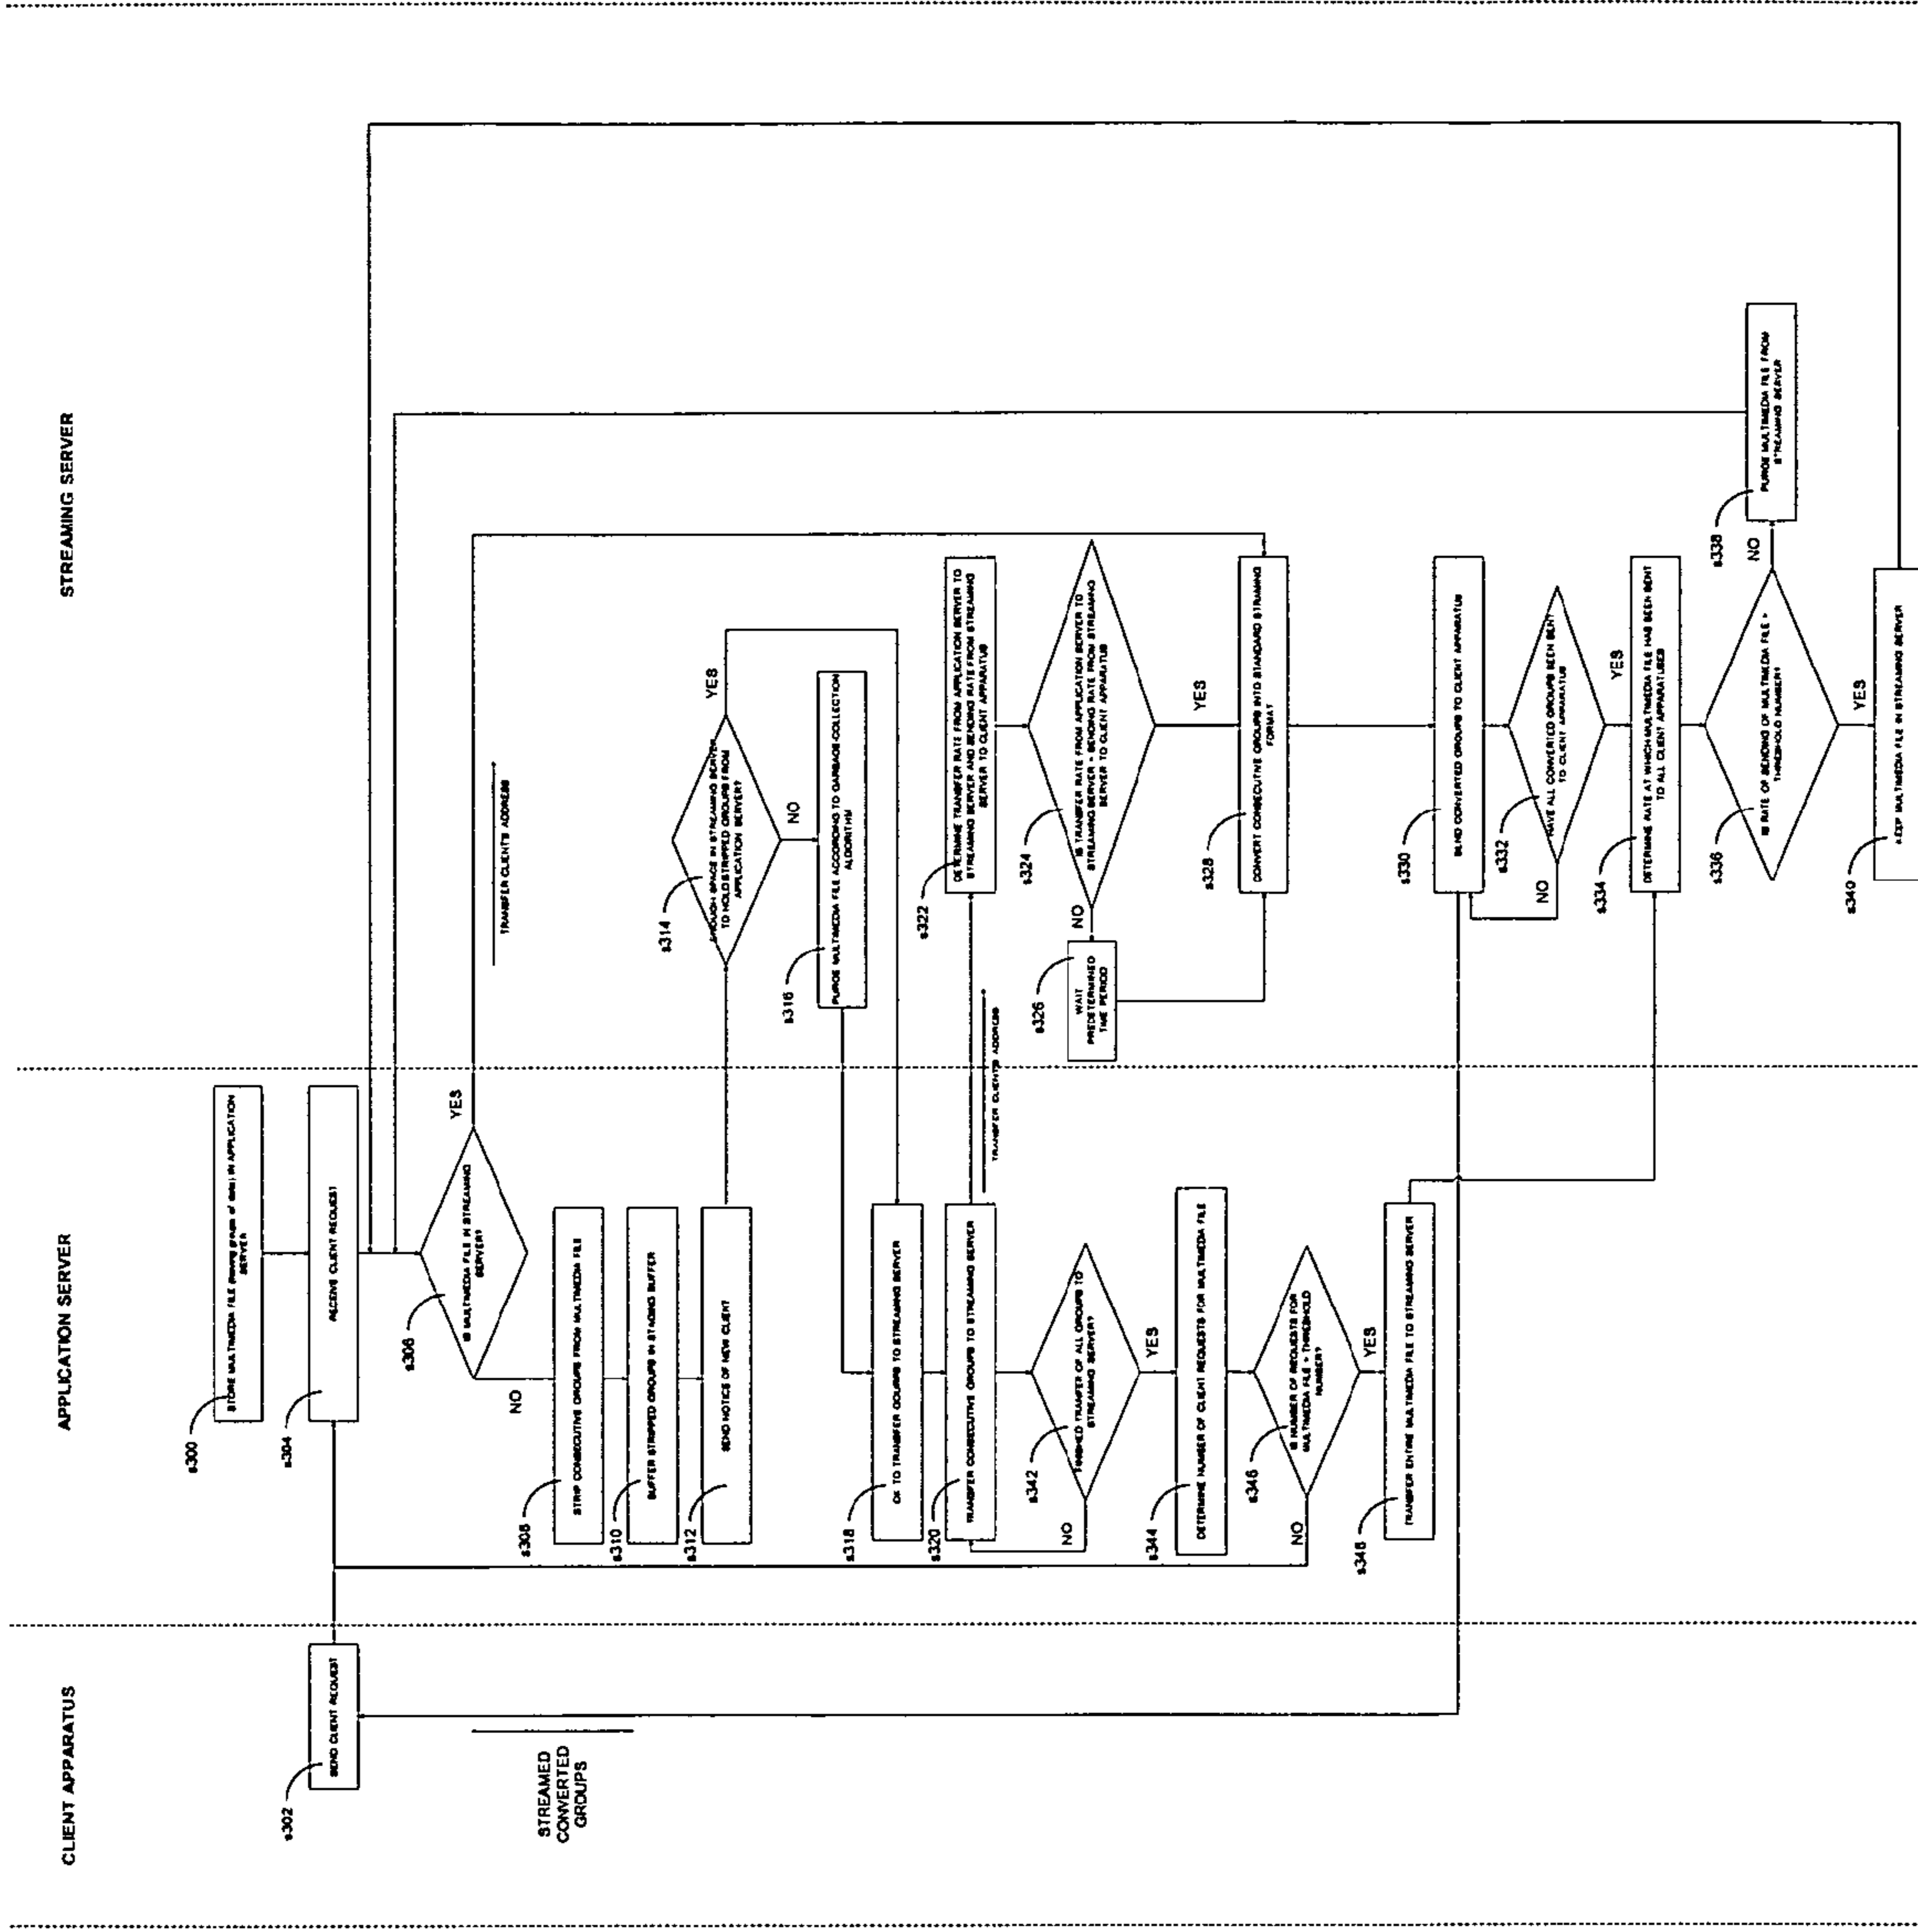 CLIENT APPARATUS
APPLICATION SERVER
STREAMING SERVER
s300
STORE MULTIMEDIA FILE (having groups of data) IN APPLICATION
SERVER
s302
SEND CLIENT REQUEST
s304
RECEIVE CLIENT REQUEST
s306
IS MULTIMEDIA FILE IN STREAMING
SERVER?
YES
NO
TRANSFER CLIENT'S ADDRESS
s308
STRIP CONSECUTIVE GROUPS FROM MULTIMEDIA FILE
s310
BUFFER STRIPPED GROUPS IN STAGING BUFFER
s312
SEND NOTICE OF NEW CLIENT
s314
ENOUGH SPACE IN STREAMING SERVER
TO HOLD STRIPPED GROUPS FROM
APPLICATION SERVER?
YES
NO
s316
PURGE MULTIMEDIA FILE ACCORDING TO GARBAGE-COLLECTION
ALGORITHM
s318
OK TO TRANSFER GOURPS TO STREAMING SERVER
s320
TRANSFER CONSECUTIVE GROUPS TO STREAMING SERVER
TRANSFER CLIENT'S ADDRESS
s322
DETERMINE TRANSFER RATE FROM APPLICATION SERVER TO
STREAMING SERVER AND SENDING RATE FROM STREAMING
SERVER TO CLIENT APPARATUS
s324
IS TRANSFER RATE FROM APPLICATION SERVER TO
STREAMING SERVER > SENDING RATE FROM STREAMING
SERVER TO CLIENT APPARATUS
NO
YES
s326
WAIT
PREDETERMINED
TIME PERIOD
s328
CONVERT CONSECUTIVE GROUPS INTO STANDARD STRAMING
FORMAT
s330
SEND CONVERTED GROUPS TO CLIENT APPARATUS
s332
HAVE ALL CONVERTED GROUPS BEEN SENT
TO CLIENT APPARATUS
NO
YES
s334
DETERMINE RATE AT WHICH MULTIMEDIA FILE HAS BEEN SENT
TO ALL CLIENT APPARATUSES
s336
IS RATE OF SENDING OF MULTIMEDIA FILE >
THRESHOLD NUMBER?
NO
YES
s338
PURGE MULTIMEDIA FILE FROM
STREAMING SERVER
s340
KEEP MULTIMEDIA FILE IN STREAMING SERVER
s342
FINISHED TRANFER OF ALL GROUPS TO
STREAMING SERVER?
NO
YES
s344
DETERMINE NUMBER OF CLIENT REQUESTS FOR MULTIMEDIA FILE
s346
IS NUMBER OF REQUESTS FOR
MULTIMEDIA FILE > THRESHOLD
NUMBER?
NO
YES
s348
TRANSFER ENTIRE MULTIMEDIA FILE TO STREAMING SERVER
STREAMED
CONVERTED
GROUPS